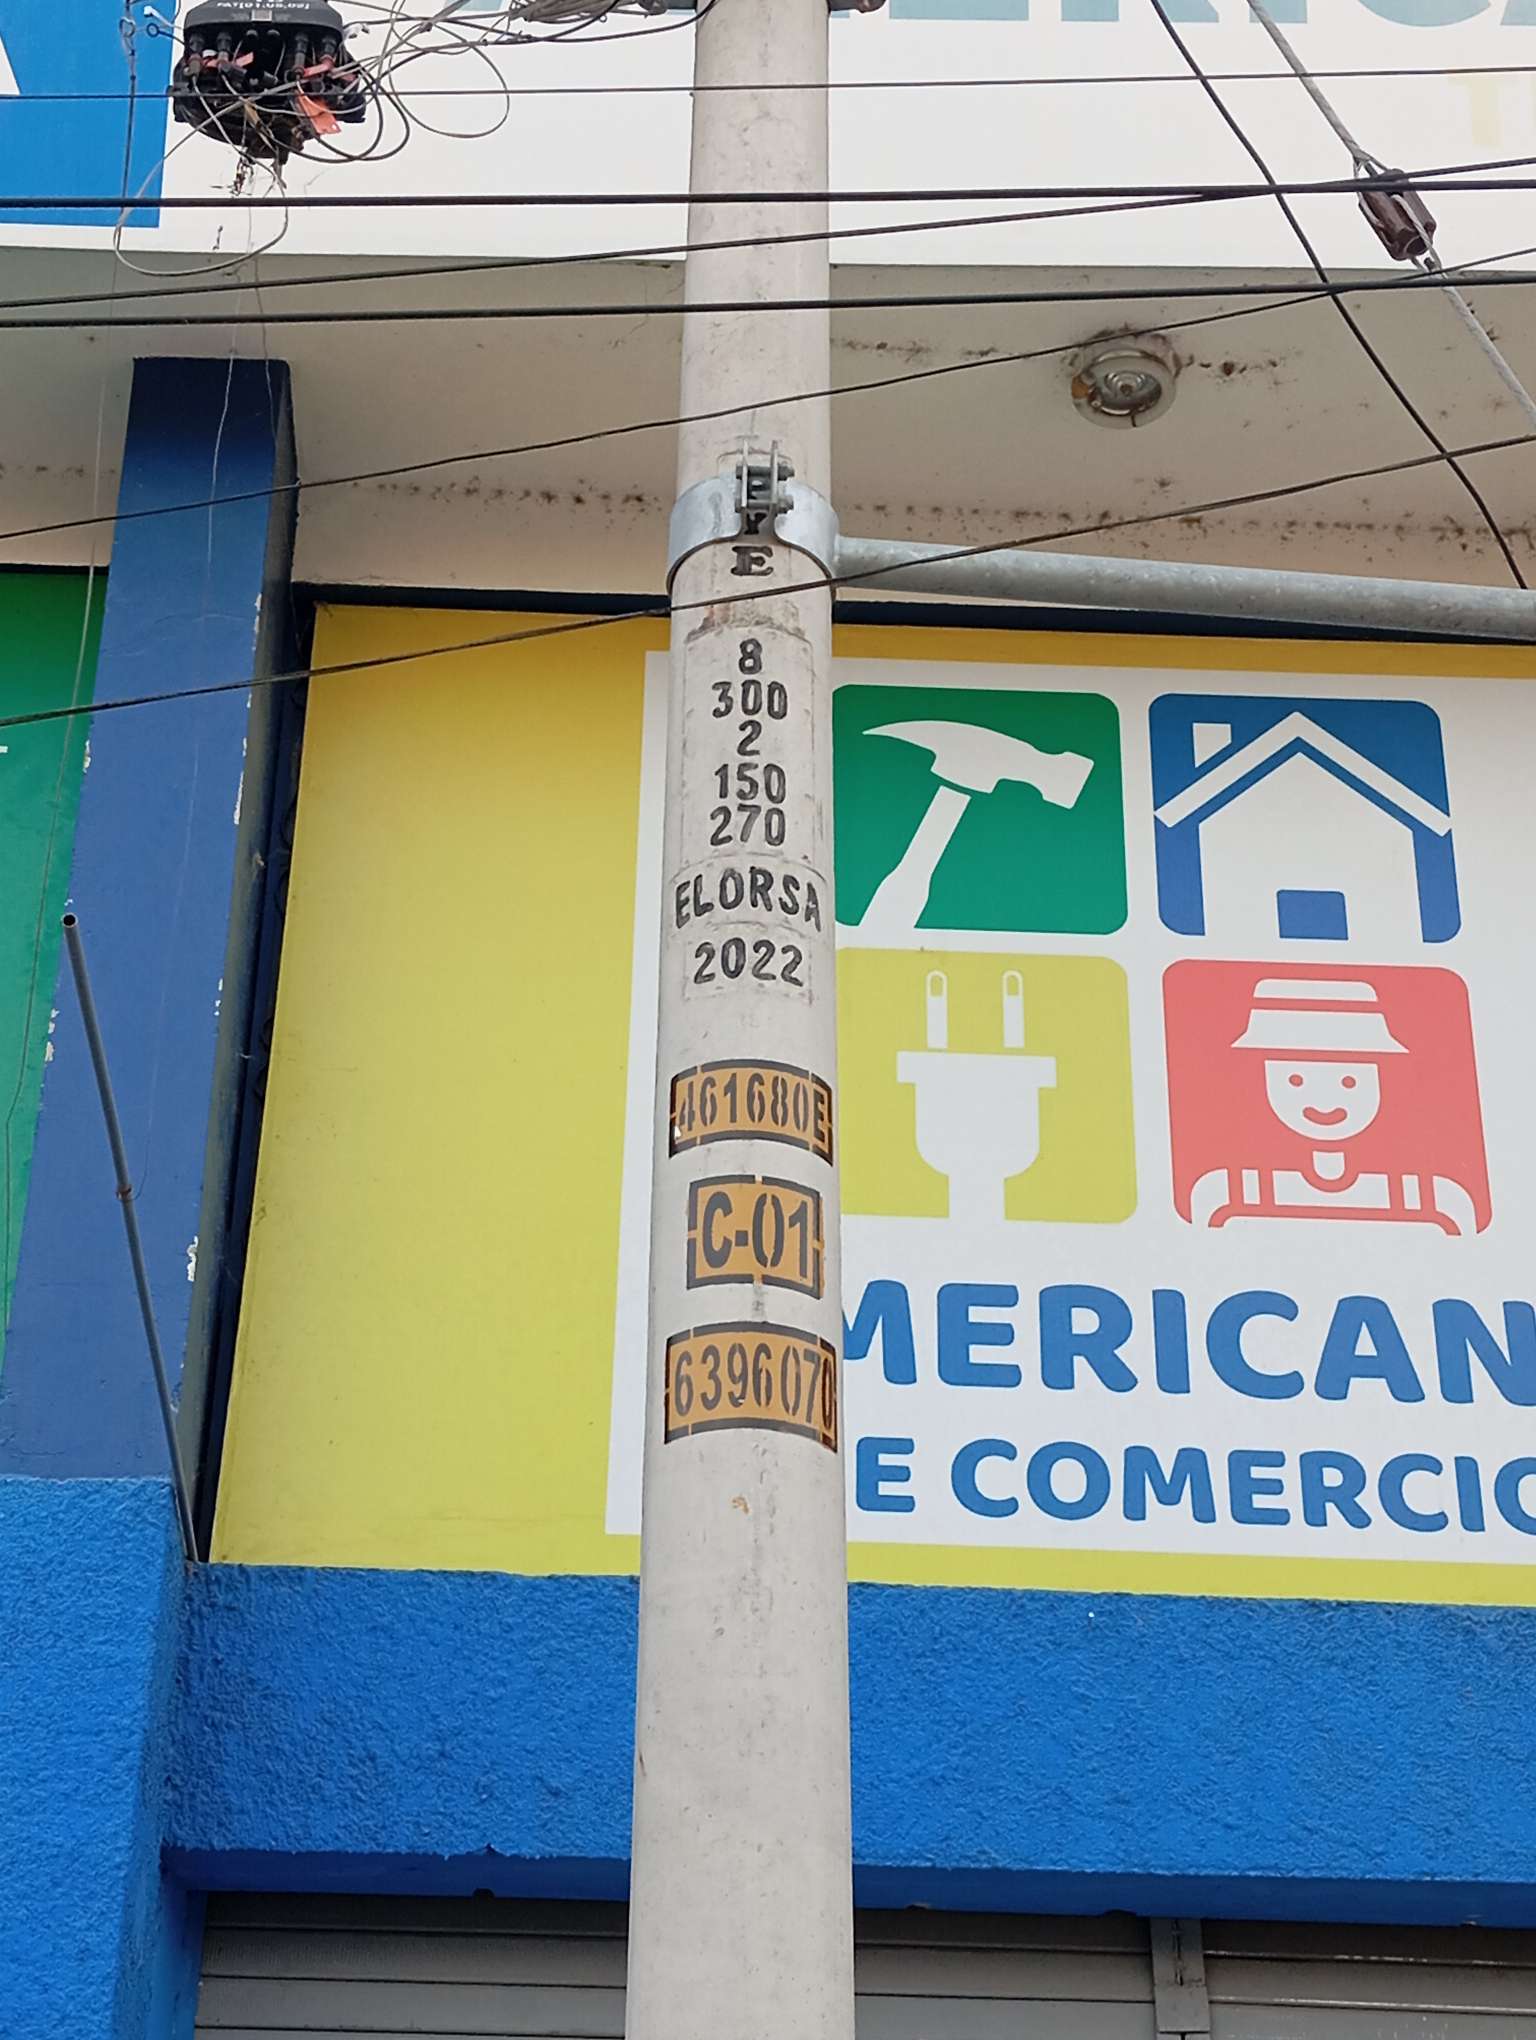 E
8
300
2
150
270
ELORSA
2022
461680E
C-01
6396070
MERICAN
E COMERCIO